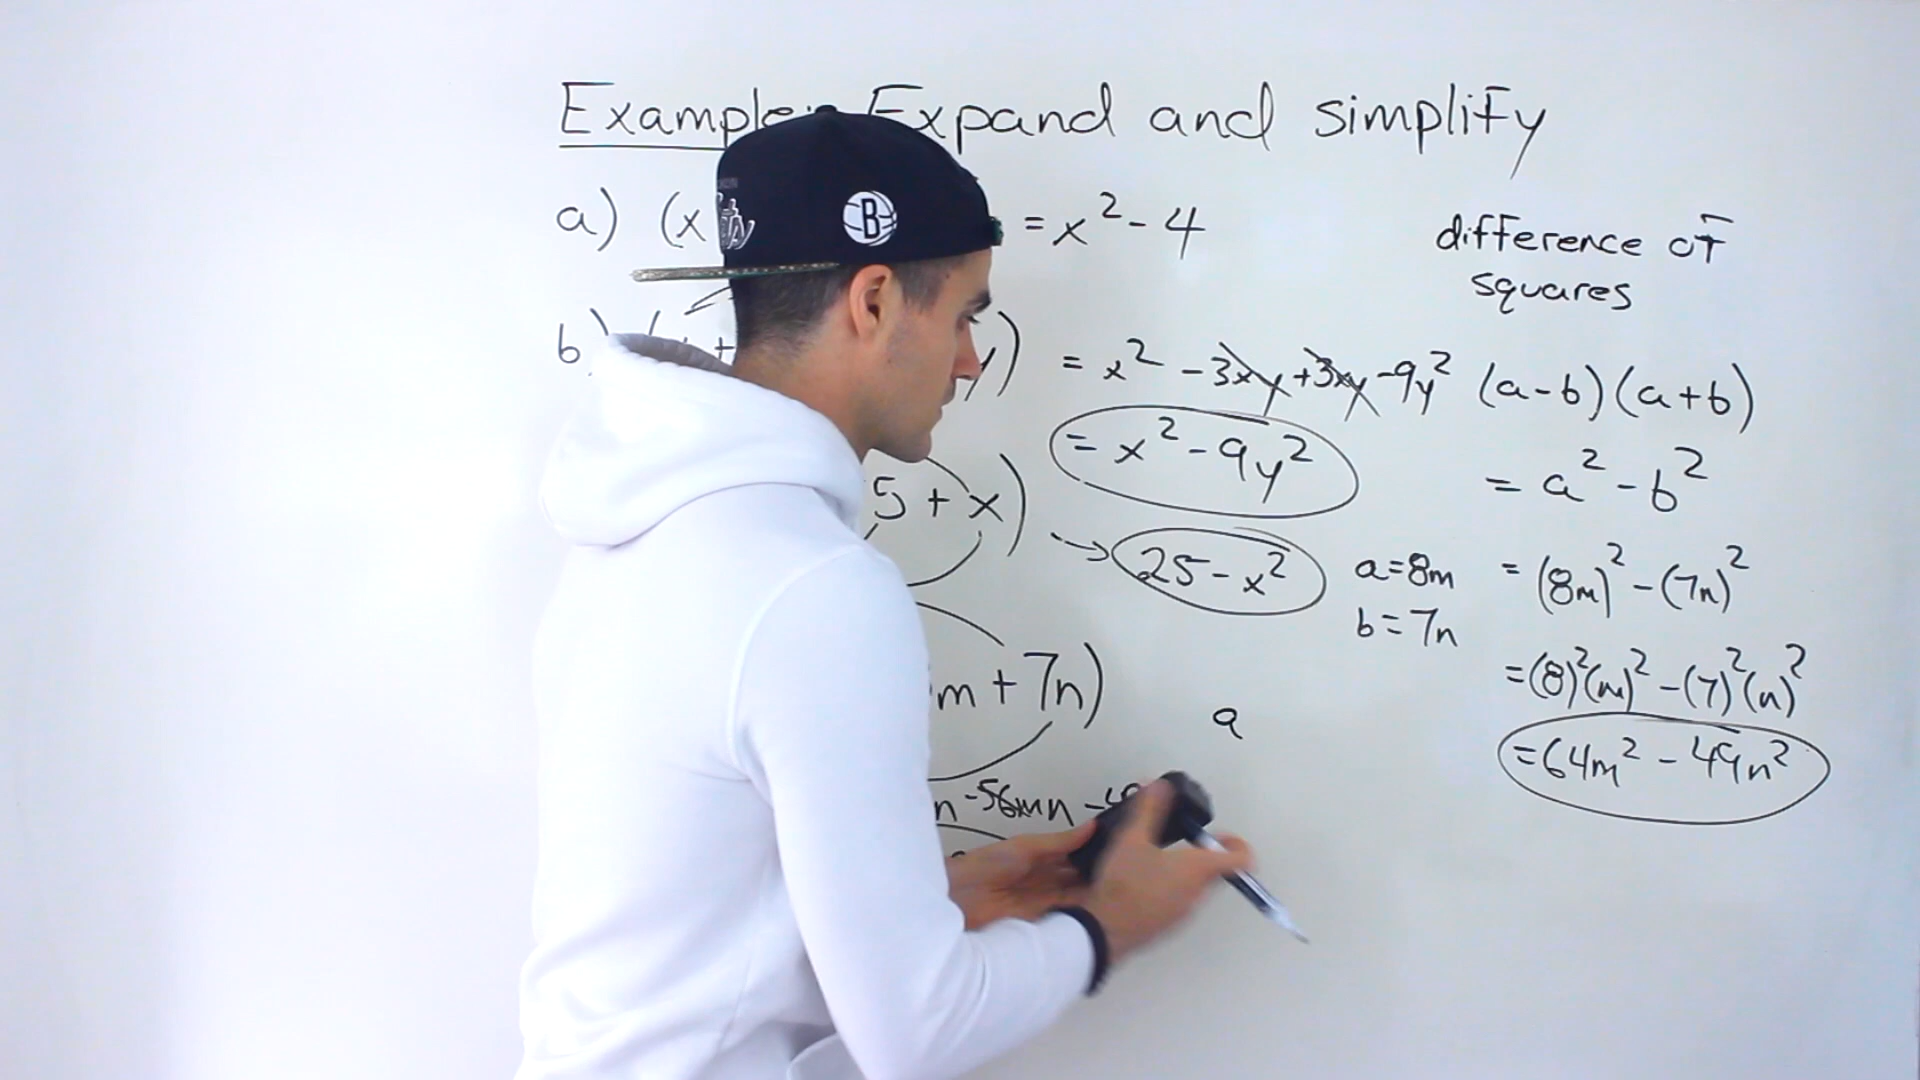 Example: Expand and simplify
a) (x = x² - 4
difference of
squares
b) ( + y) = x² - 3xy + 3xy - 9y² (a - b)(a + b)
= x² - 9y²
= a² - b²
5 + x) → 25 - x²
a = 8m = (8m)² - (7n)²
b = 7n
= (8)²(m)² - (7)²(n)²
m + 7n)
a
= 64m² - 49n²
n - 56mn - 4
B